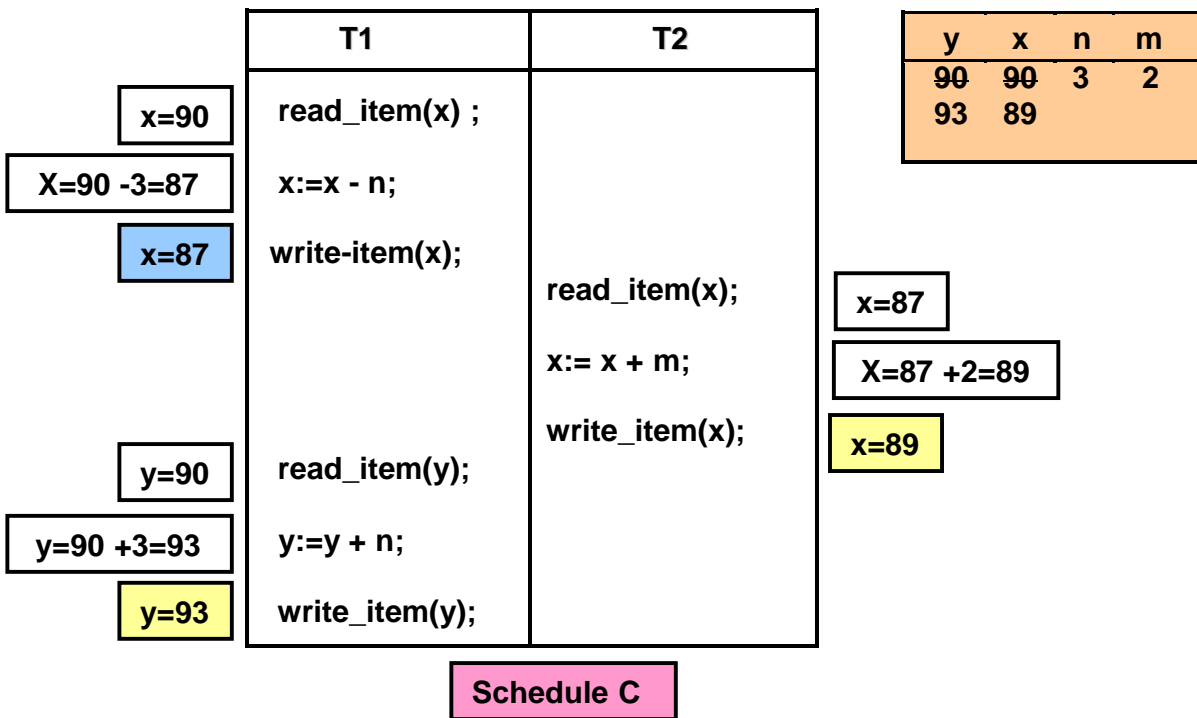 T1 T2
y x n m
90 90 3 2
93 89
x=90 read_item(x) ;
X=90 -3=87 x:=x - n;
x=87 write-item(x);
read_item(x); x=87
x:= x + m; X=87 +2=89
write_item(x); x=89
y=90 read_item(y);
y=90 +3=93 y:=y + n;
y=93 write_item(y);
Schedule C